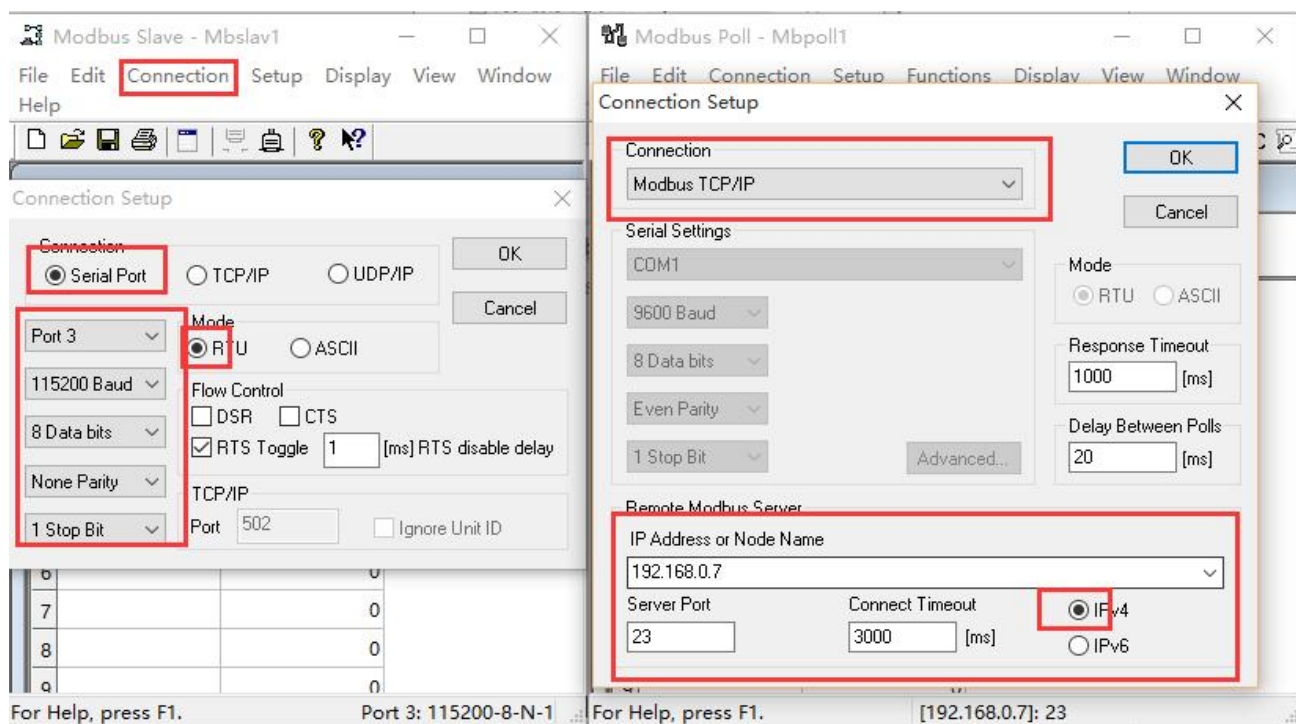 Modbus Slave - Mbslav1
File Edit Connection Setup Display View Window
Help
Connection Setup
Connection
Serial Port TCP/IP UDP/IP
OK
Cancel
Port 3
115200 Baud
8 Data bits
None Parity
1 Stop Bit
Mode
RTU ASCII
Flow Control
DSR CTS
RTS Toggle 1 [ms] RTS disable delay
TCP/IP
Port 502 Ignore Unit ID
6 0
7 0
8 0
9 0
For Help, press F1. Port 3: 115200-8-N-1
Modbus Poll - Mbpoll1
File Edit Connection Setup Functions Display View Window
Connection Setup
Connection
Modbus TCP/IP
OK
Cancel
Serial Settings
COM1
9600 Baud
8 Data bits
Even Parity
1 Stop Bit Advanced...
Mode
RTU ASCII
Response Timeout
1000 [ms]
Delay Between Polls
20 [ms]
Remote Modbus Server
IP Address or Node Name
192.168.0.7
Server Port Connect Timeout
23 3000 [ms]
IPv4
IPv6
For Help, press F1. [192.168.0.7]: 23